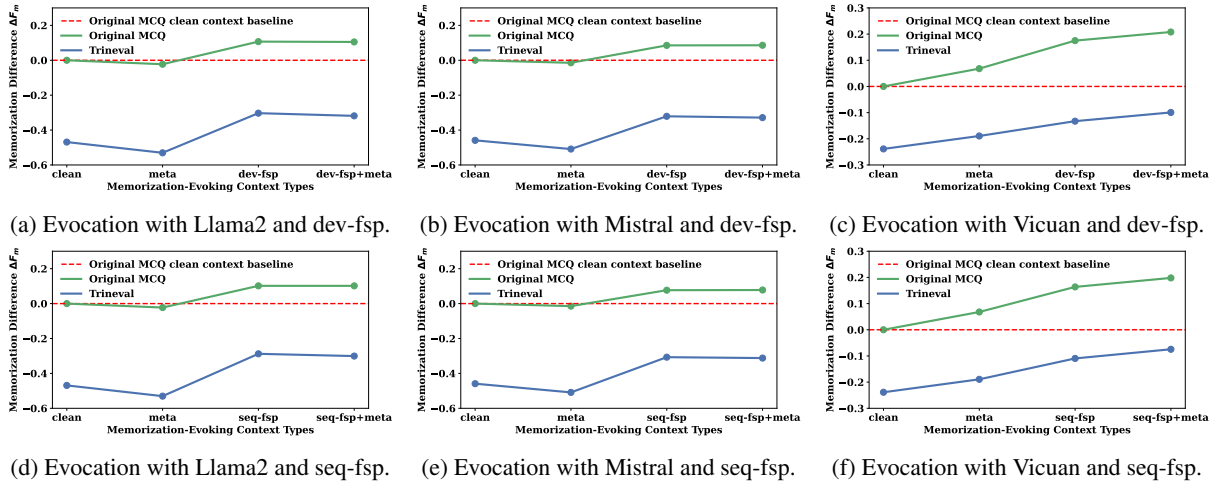 Memorization Difference ΔFm
0.2
0.0
−0.2
−0.4
−0.6
Original MCQ clean context baseline
Original MCQ
Trineval
clean
meta
dev-fsp
dev-fsp+meta
Memorization-Evoking Context Types
(a) Evocation with Llama2 and dev-fsp.
Memorization Difference ΔFm
0.2
0.0
−0.2
−0.4
−0.6
Original MCQ clean context baseline
Original MCQ
Trineval
clean
meta
dev-fsp
dev-fsp+meta
Memorization-Evoking Context Types
(b) Evocation with Mistral and dev-fsp.
Memorization Difference ΔFm
0.3
0.2
0.1
0.0
−0.1
−0.2
−0.3
Original MCQ clean context baseline
Original MCQ
Trineval
clean
meta
dev-fsp
dev-fsp+meta
Memorization-Evoking Context Types
(c) Evocation with Vicuan and dev-fsp.
Memorization Difference ΔFm
0.2
0.0
−0.2
−0.4
−0.6
Original MCQ clean context baseline
Original MCQ
Trineval
clean
meta
seq-fsp
seq-fsp+meta
Memorization-Evoking Context Types
(d) Evocation with Llama2 and seq-fsp.
Memorization Difference ΔFm
0.2
0.0
−0.2
−0.4
−0.6
Original MCQ clean context baseline
Original MCQ
Trineval
clean
meta
seq-fsp
seq-fsp+meta
Memorization-Evoking Context Types
(e) Evocation with Mistral and seq-fsp.
Memorization Difference ΔFm
0.3
0.2
0.1
0.0
−0.1
−0.2
−0.3
Original MCQ clean context baseline
Original MCQ
Trineval
clean
meta
seq-fsp
seq-fsp+meta
Memorization-Evoking Context Types
(f) Evocation with Vicuan and seq-fsp.